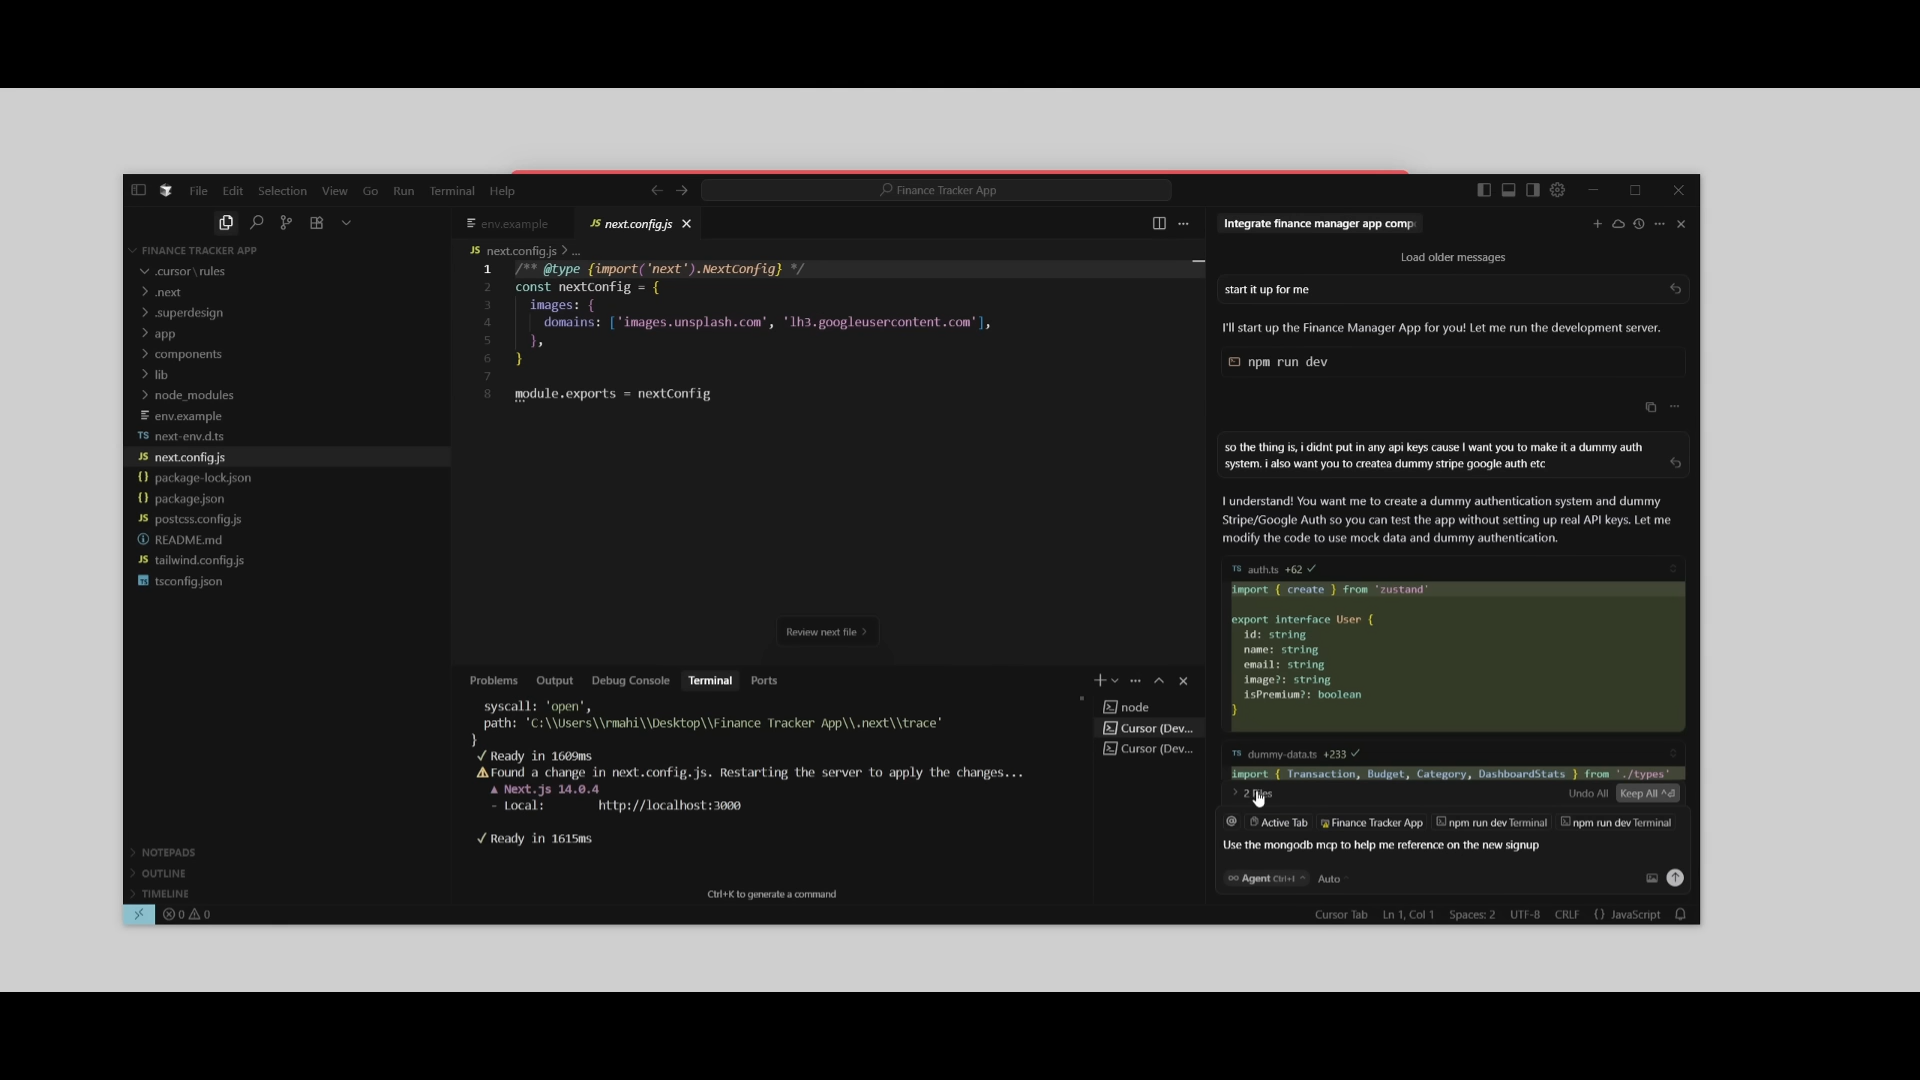 File Edit Selection View Go Run Terminal Help
Finance Tracker App
FINANCE TRACKER APP
.cursor\rules
.next
.superdesign
app
components
lib
node_modules
env.example
TS next-env.d.ts
JS next.config.js
{} package-lock.json
{} package.json
JS postcss.config.js
README.md
JS tailwind.config.js
tsconfig.json
NOTEPADS
OUTLINE
TIMELINE
env.example
JS next.config.js
JS next.config.js > ...
1 /** @type {import('next').NextConfig} */
2 const nextConfig = {
3 images: {
4 domains: ['images.unsplash.com', 'lh3.googleusercontent.com'],
5 },
6 }
7
8 module.exports = nextConfig
Review next file >
Problems Output Debug Console Terminal Ports
syscall: 'open',
path: 'C:\\Users\\rmahi\\Desktop\\Finance Tracker App\\.next\\trace'
}
✓ Ready in 1609ms
⚠ Found a change in next.config.js. Restarting the server to apply the changes...
▲ Next.js 14.0.4
- Local: http://localhost:3000
✓ Ready in 1615ms
Ctrl+K to generate a command
node
Cursor (Dev...
Cursor (Dev...
Integrate finance manager app comp
Load older messages
start it up for me
I'll start up the Finance Manager App for you! Let me run the development server.
npm run dev
so the thing is, i didnt put in any api keys cause I want you to make it a dummy auth
system. i also want you to createa dummy stripe google auth etc
I understand! You want me to create a dummy authentication system and dummy
Stripe/Google Auth so you can test the app without setting up real API keys. Let me
modify the code to use mock data and dummy authentication.
TS auth.ts +62 ✓
import { create } from 'zustand'
export interface User {
id: string
name: string
email: string
image?: string
isPremium?: boolean
}
TS dummy-data.ts +233 ✓
import { Transaction, Budget, Category, DashboardStats } from './types'
> 2 Files Undo All Keep All ^⏎
@ Active Tab Finance Tracker App npm run dev Terminal npm run dev Terminal
Use the mongodb mcp to help me reference on the new signup
∞ Agent Ctrl+I Auto
0 0
Cursor Tab Ln 1, Col 1 Spaces: 2 UTF-8 CRLF {} JavaScript